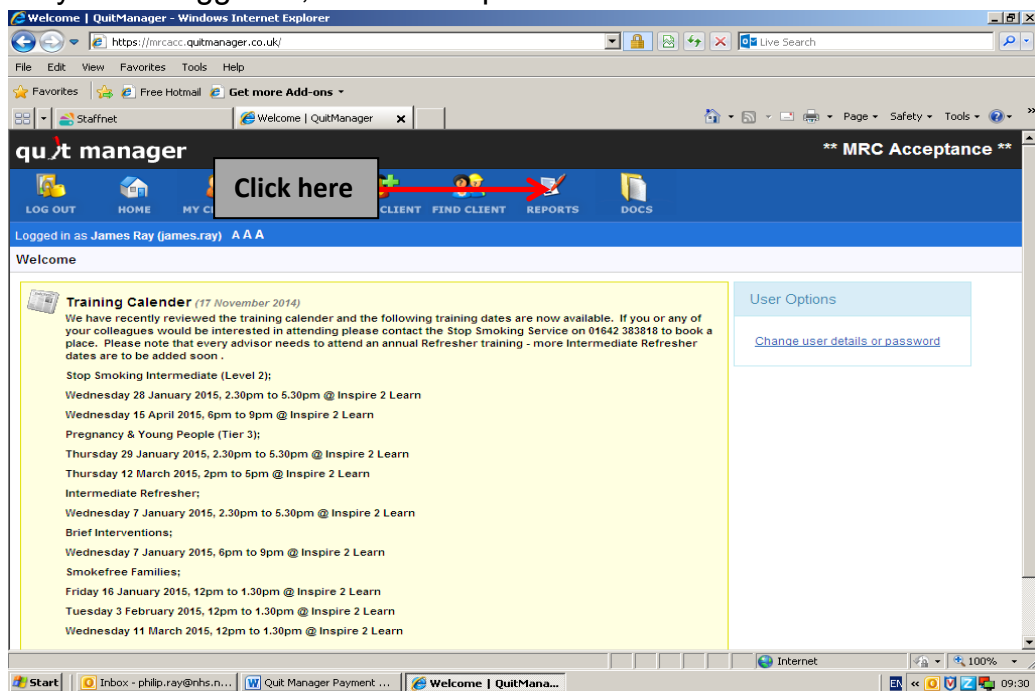 Welcome | QuitManager - Windows Internet Explorer
https://mrcacc.quitmanager.co.uk/
Live Search
File Edit View Favorites Tools Help
Favorites Free Hotmail Get more Add-ons
Staffnet Welcome | QuitManager Page Safety Tools
quit manager ** MRC Acceptance **
Click here
LOG OUT HOME MY CLIENT FIND CLIENT REPORTS DOCS
Logged in as James Ray (james.ray) A A A
Welcome
Training Calender (17 November 2014)
We have recently reviewed the training calender and the following training dates are now available. If you or any of
your colleagues would be interested in attending please contact the Stop Smoking Service on 01642 383818 to book a
place. Please note that every advisor needs to attend an annual Refresher training - more Intermediate Refresher
dates are to be added soon .
Stop Smoking Intermediate (Level 2);
Wednesday 28 January 2015, 2.30pm to 5.30pm @ Inspire 2 Learn
Wednesday 15 April 2015, 6pm to 9pm @ Inspire 2 Learn
Pregnancy & Young People (Tier 3);
Thursday 29 January 2015, 2.30pm to 5.30pm @ Inspire 2 Learn
Thursday 12 March 2015, 2pm to 5pm @ Inspire 2 Learn
Intermediate Refresher;
Wednesday 7 January 2015, 2.30pm to 5.30pm @ Inspire 2 Learn
Brief Interventions;
Wednesday 7 January 2015, 6pm to 9pm @ Inspire 2 Learn
Smokefree Families;
Friday 16 January 2015, 12pm to 1.30pm @ Inspire 2 Learn
Tuesday 3 February 2015, 12pm to 1.30pm @ Inspire 2 Learn
Wednesday 11 March 2015, 12pm to 1.30pm @ Inspire 2 Learn
User Options
Change user details or password
Internet 100%
Start Inbox - philip.ray@nhs.n... Quit Manager Payment ... Welcome | QuitMana... EN 09:30